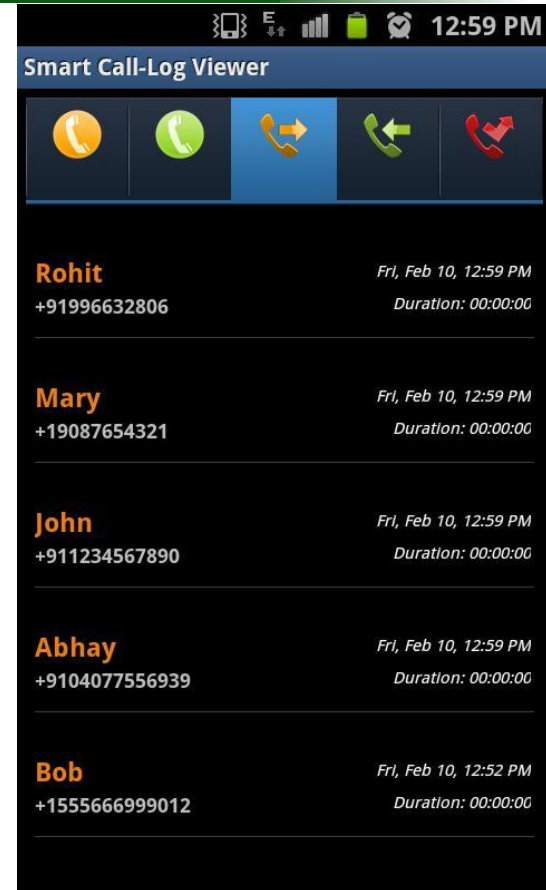 E 12:59 PM
Smart Call-Log Viewer
Rohit Fri, Feb 10, 12:59 PM
+91996632806 Duration: 00:00:00
Mary Fri, Feb 10, 12:59 PM
+19087654321 Duration: 00:00:00
John Fri, Feb 10, 12:59 PM
+911234567890 Duration: 00:00:00
Abhay Fri, Feb 10, 12:59 PM
+9104077556939 Duration: 00:00:00
Bob Fri, Feb 10, 12:52 PM
+1555666999012 Duration: 00:00:00